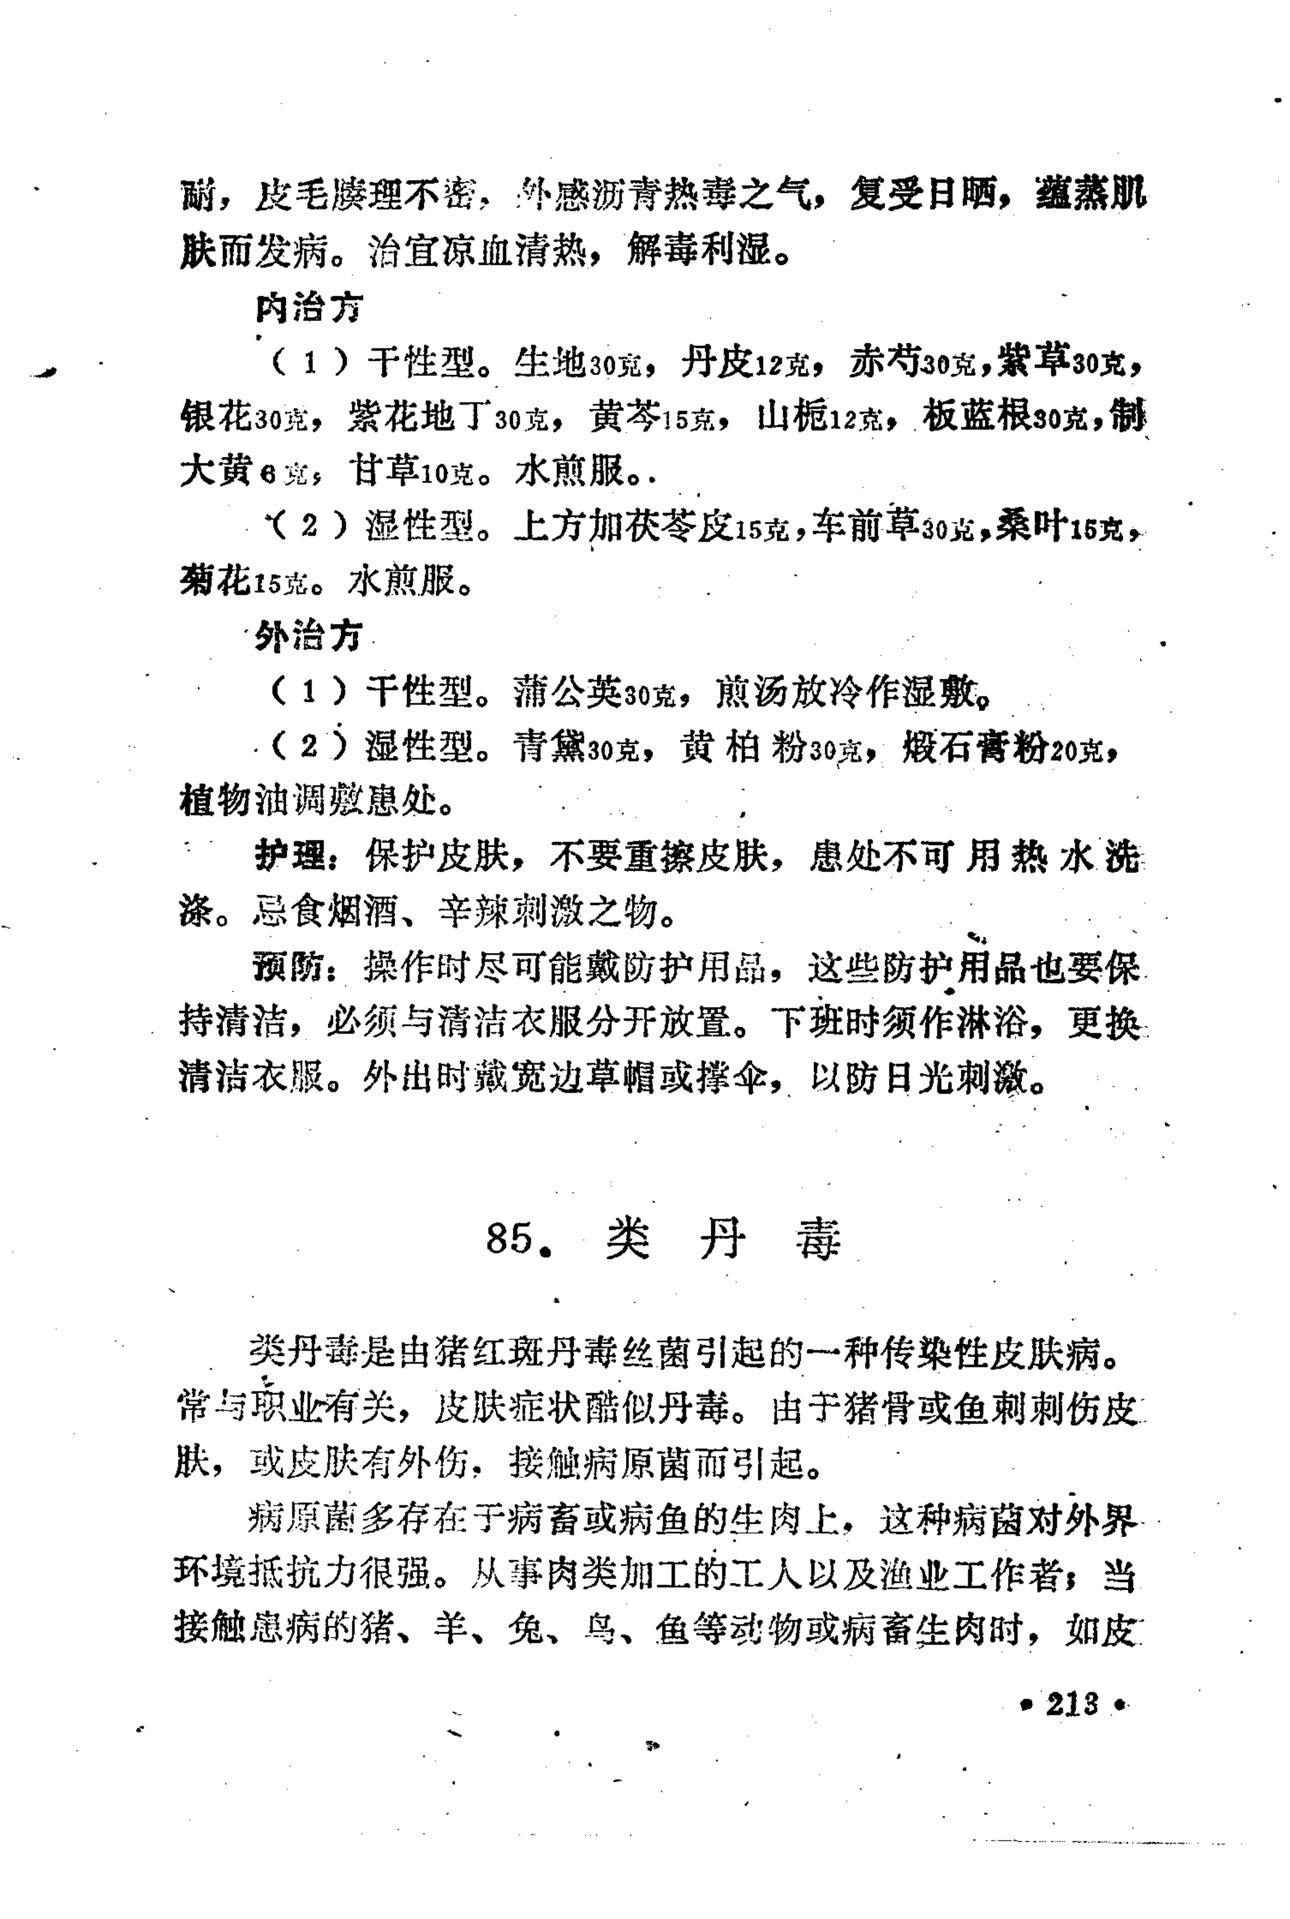 耐，皮毛腠理不密，外感沥青热毒之气，复受日晒，蕴蒸肌
肤而发病。治宜凉血清热，解毒利湿。
内治方
（1）干性型。生地30克，丹皮12克，赤芍30克，紫草30克，
银花30克，紫花地丁30克，黄芩15克，山栀12克，板蓝根30克，制
大黄6克，甘草10克。水煎服。
（2）湿性型。上方加茯苓皮15克，车前草30克，桑叶15克，
菊花15克。水煎服。
外治方
（1）干性型。蒲公英30克，煎汤放冷作湿敷。
（2）湿性型。青黛30克，黄柏粉30克，煅石膏粉20克，
植物油调敷患处。
护理：保护皮肤，不要重擦皮肤，患处不可用热水洗
涤。忌食烟酒、辛辣刺激之物。
预防：操作时尽可能戴防护用品，这些防护用品也要保
持清洁，必须与清洁衣服分开放置。下班时须作淋浴，更换
清洁衣服。外出时戴宽边草帽或撑伞，以防日光刺激。
85．类丹毒
类丹毒是由猪红斑丹毒丝菌引起的一种传染性皮肤病。
常与职业有关，皮肤症状酷似丹毒。由于猪骨或鱼刺刺伤皮
肤，或皮肤有外伤，接触病原菌而引起。
病原菌多存在于病畜或病鱼的生肉上，这种病菌对外界
环境抵抗力很强。从事肉类加工的工人以及渔业工作者；当
接触患病的猪、羊、兔、鸟、鱼等动物或病畜生肉时，如皮
•213•